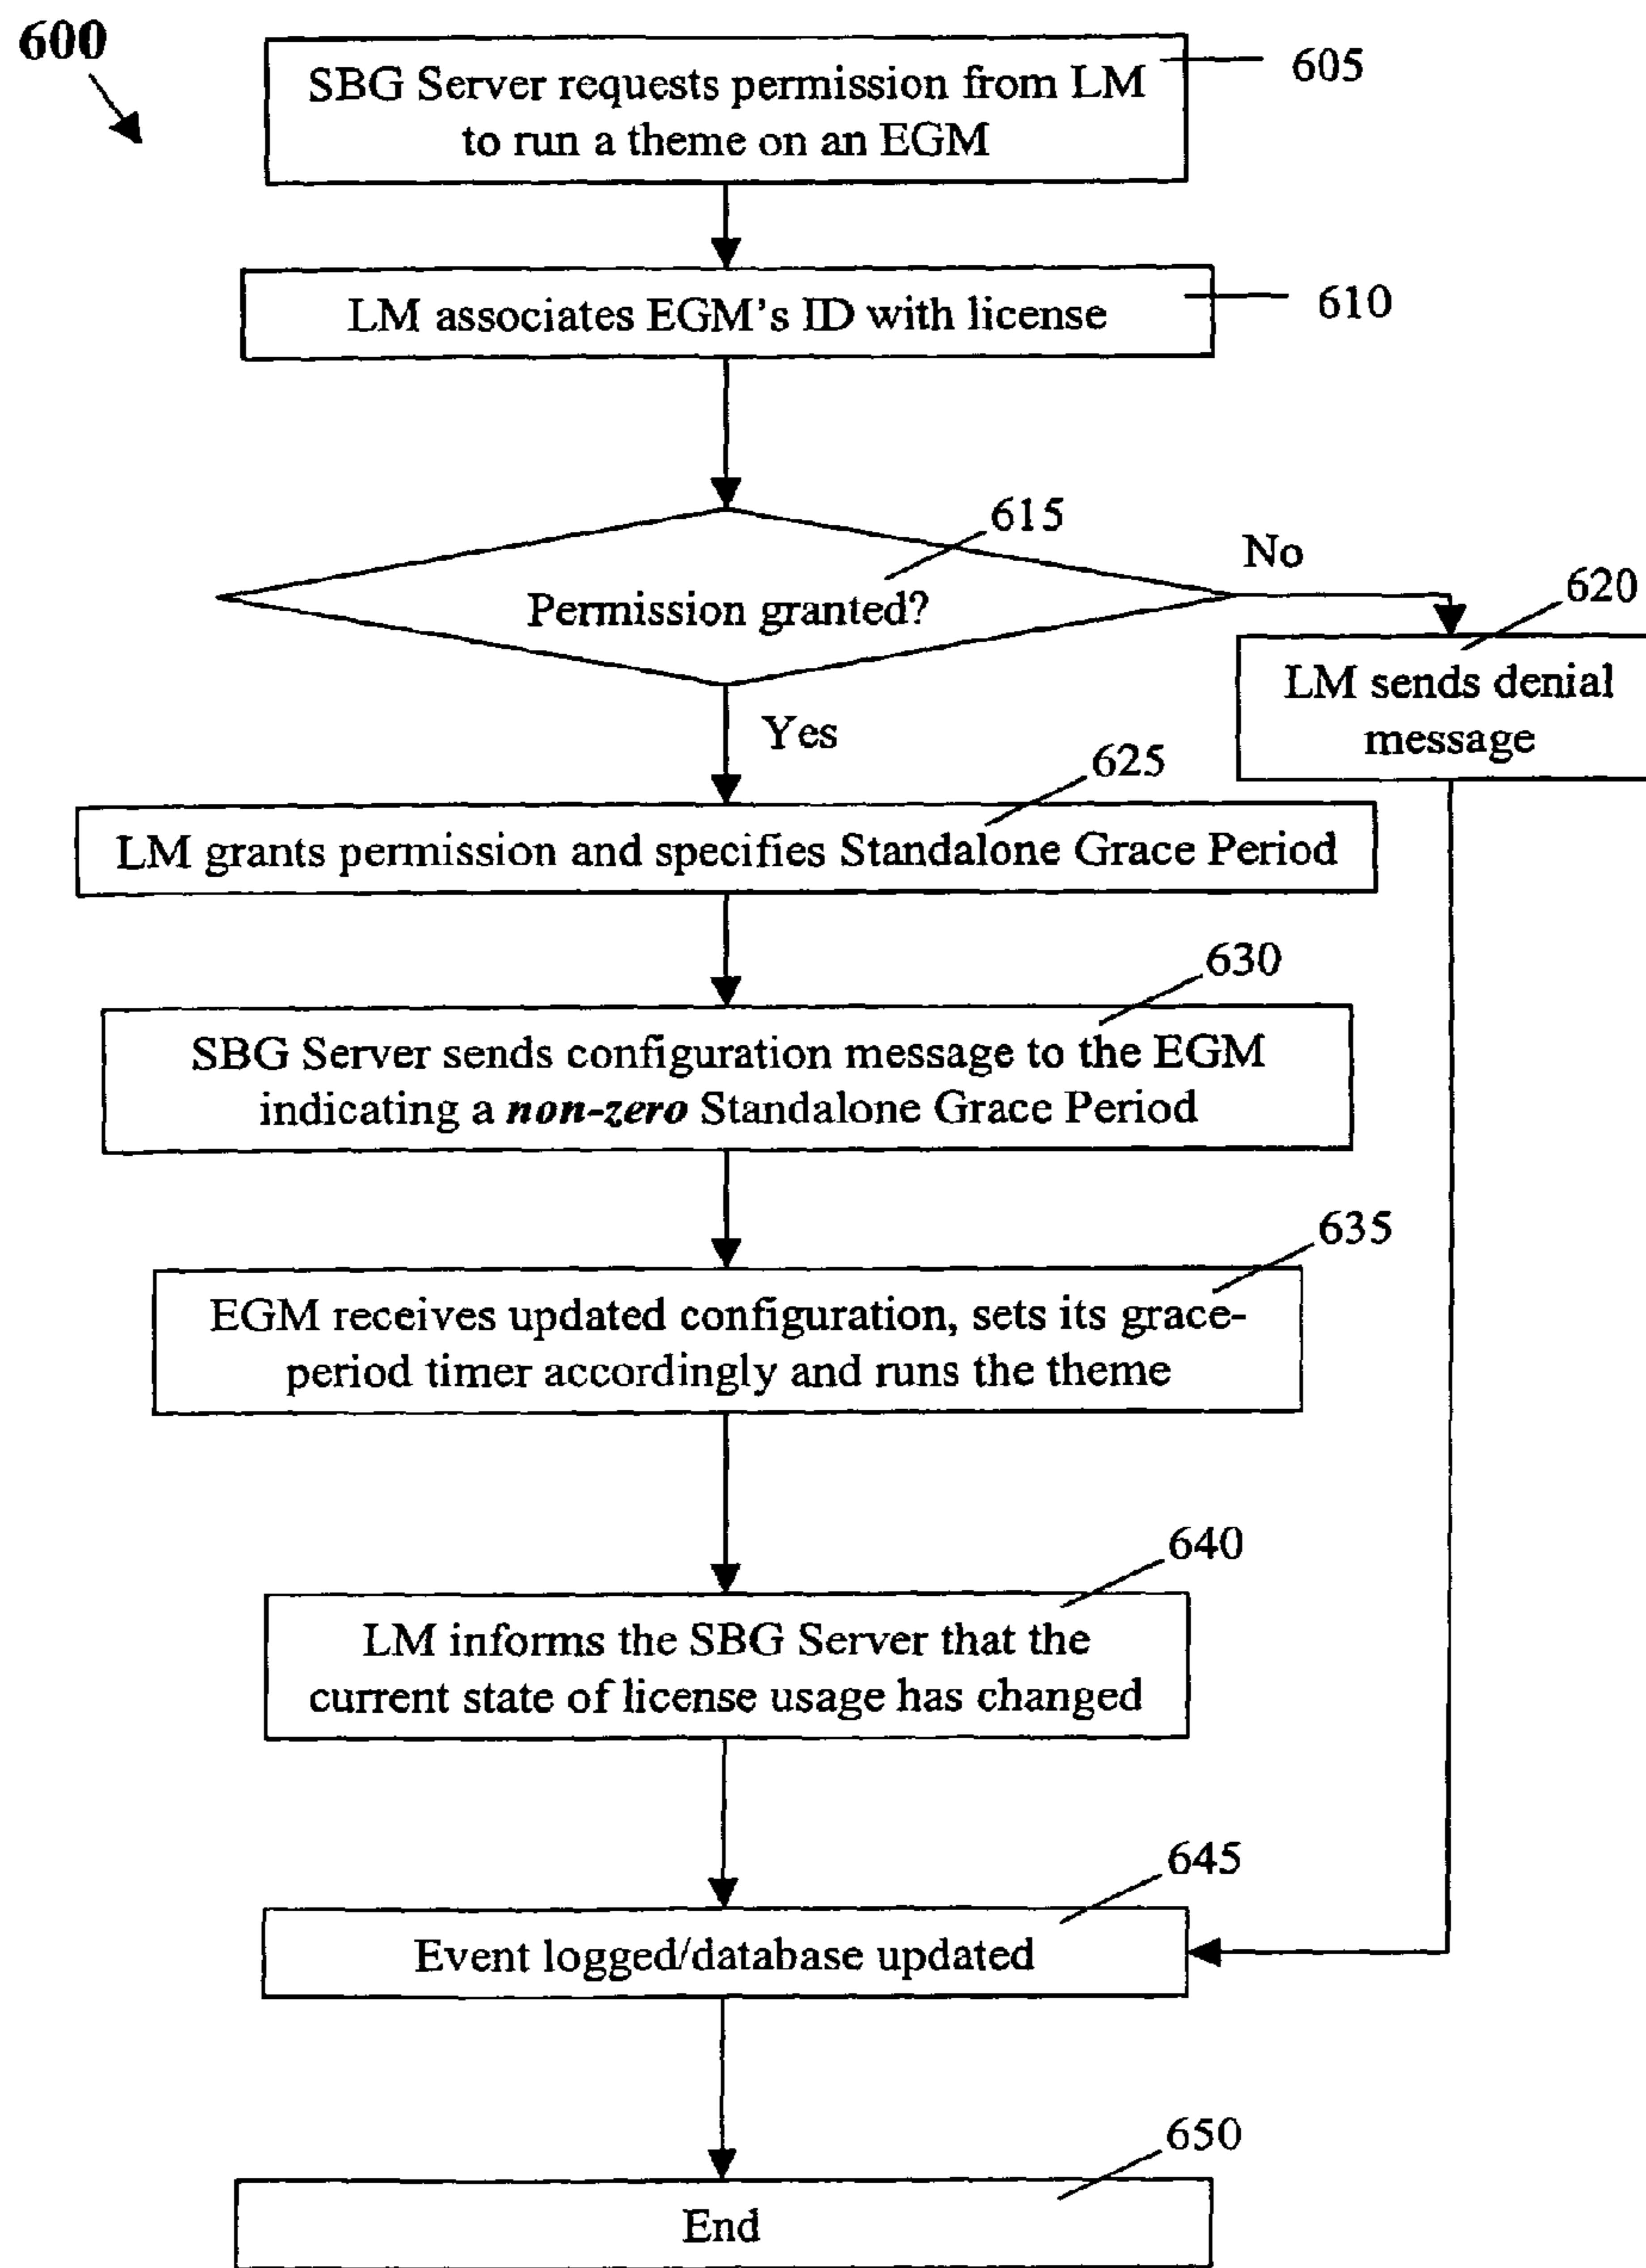 600
605
SBG Server requests permission from LM
to run a theme on an EGM
610
LM associates EGM's ID with license
615
Permission granted?
No
620
LM sends denial
message
Yes
625
LM grants permission and specifies Standalone Grace Period
630
SBG Server sends configuration message to the EGM
indicating a non-zero Standalone Grace Period
635
EGM receives updated configuration, sets its grace-
period timer accordingly and runs the theme
640
LM informs the SBG Server that the
current state of license usage has changed
645
Event logged/database updated
650
End